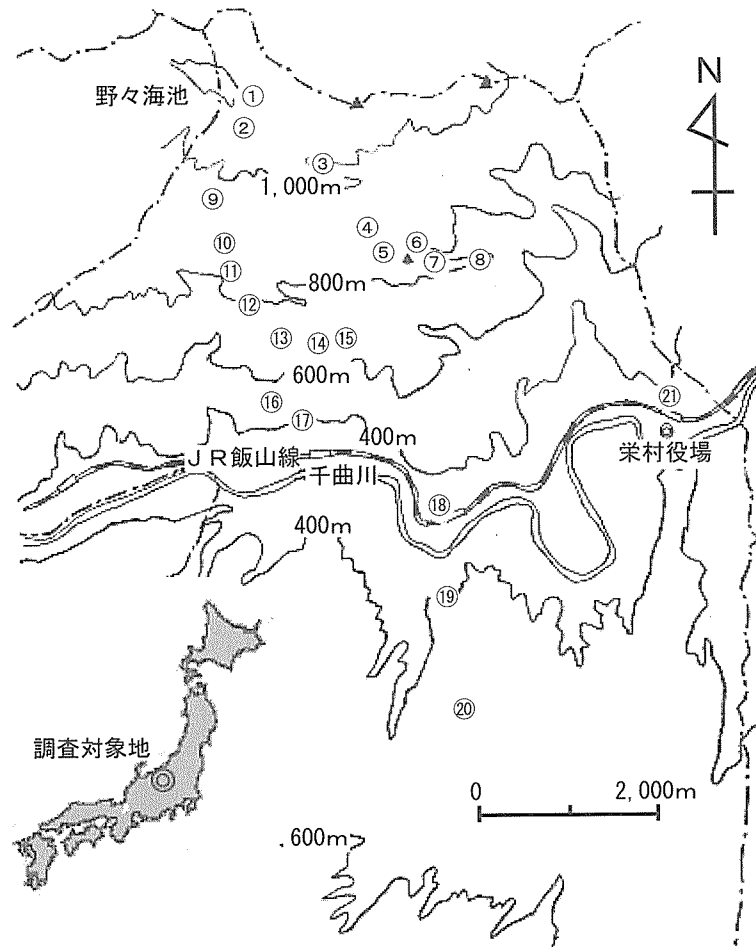 野々海池
N
①
②
③
1,000m
④
⑤
⑥
⑦
⑧
⑨
⑩
⑪
800m
⑫
⑬
⑭
⑮
600m
⑯
⑰
400m
㉑
栄村役場
JR飯山線
千曲川
⑱
400m
⑲
⑳
調査対象地
0 2,000m
600m